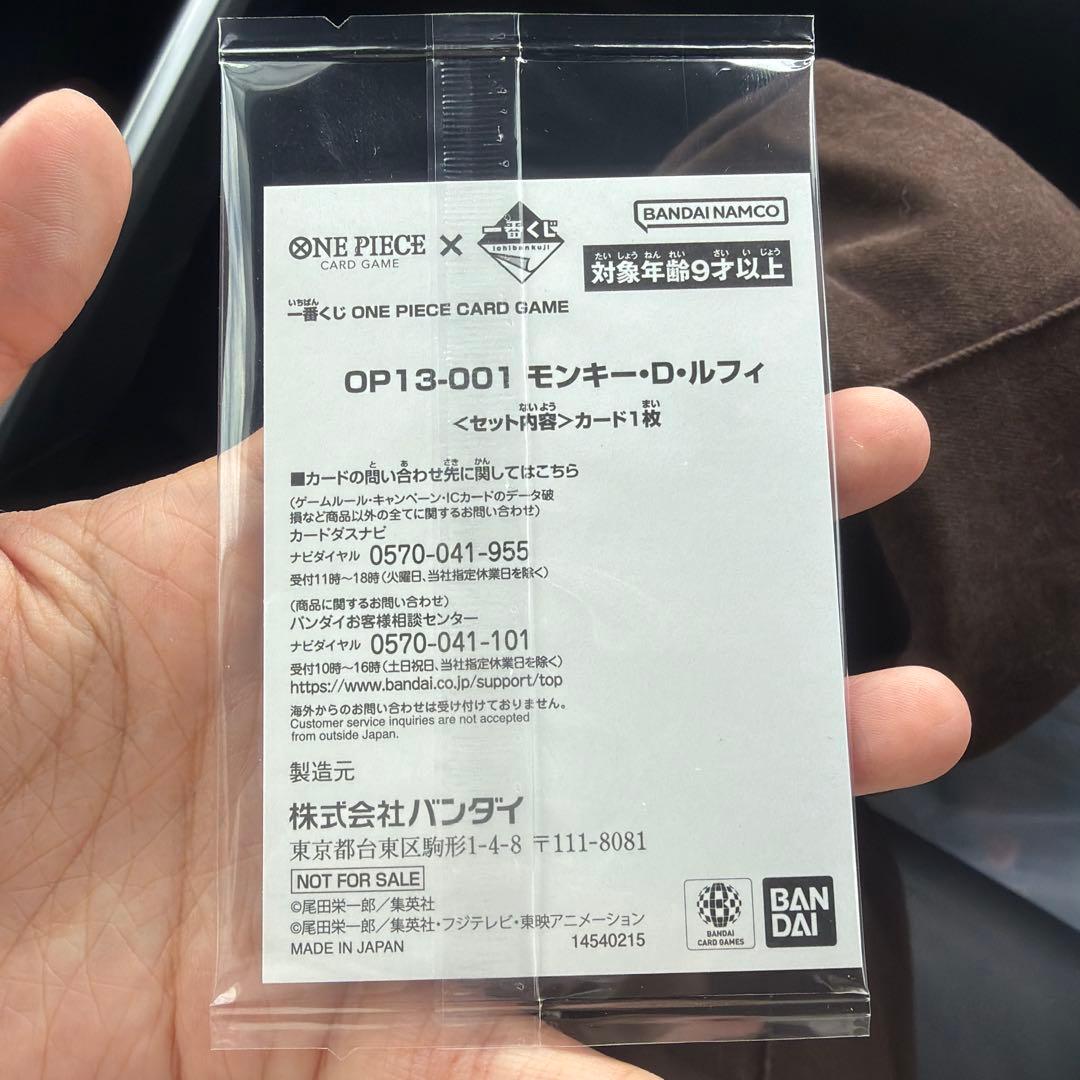 ONE PIECE CARD GAME × 一番くじ ichibankuji
BANDAI NAMCO
たいしょうねんれい さい いじょう
対象年齢9才以上
いちばん
一番くじ ONE PIECE CARD GAME
OP13-001 モンキー・D・ルフィ
ないよう まい
<セット内容>カード1枚
と あ さき かん
■カードの問い合わせ先に関してはこちら
(ゲームルール・キャンペーン・ICカードのデータ破
損など商品以外の全てに関するお問い合わせ)
カードダスナビ
ナビダイヤル 0570-041-955
受付11時～18時(火曜日、当社指定休業日を除く)
(商品に関するお問い合わせ)
バンダイお客様相談センター
ナビダイヤル 0570-041-101
受付10時～16時(土日祝日、当社指定休業日を除く)
https://www.bandai.co.jp/support/top
海外からのお問い合わせは受け付けておりません。
Customer service inquiries are not accepted
from outside Japan.
製造元
株式会社バンダイ
東京都台東区駒形1-4-8 〒111-8081
NOT FOR SALE
©尾田栄一郎／集英社
©尾田栄一郎／集英社・フジテレビ・東映アニメーション
MADE IN JAPAN
14540215
BANDAI
CARD GAMES
BAN
DAI